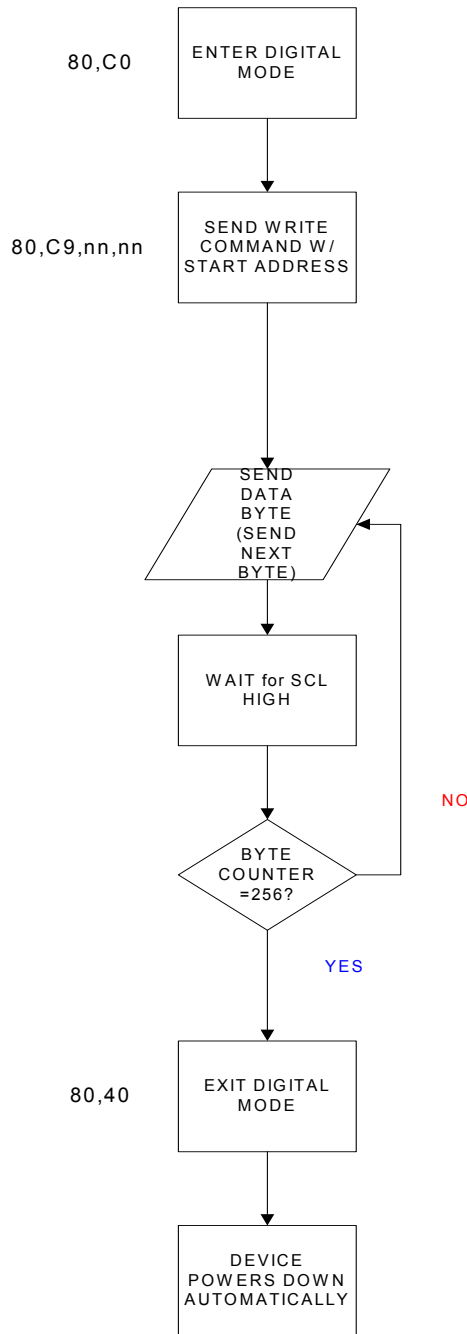 80,C0
ENTER DIGITAL
MODE
80,C9,nn,nn
SEND WRITE
COMMAND W/
START ADDRESS
SEND
DATA
BYTE
(SEND
NEXT
BYTE)
WAIT for SCL
HIGH
NO
BYTE
COUNTER
=256?
YES
80,40
EXIT DIGITAL
MODE
DEVICE
POWERS DOWN
AUTOMATICALLY